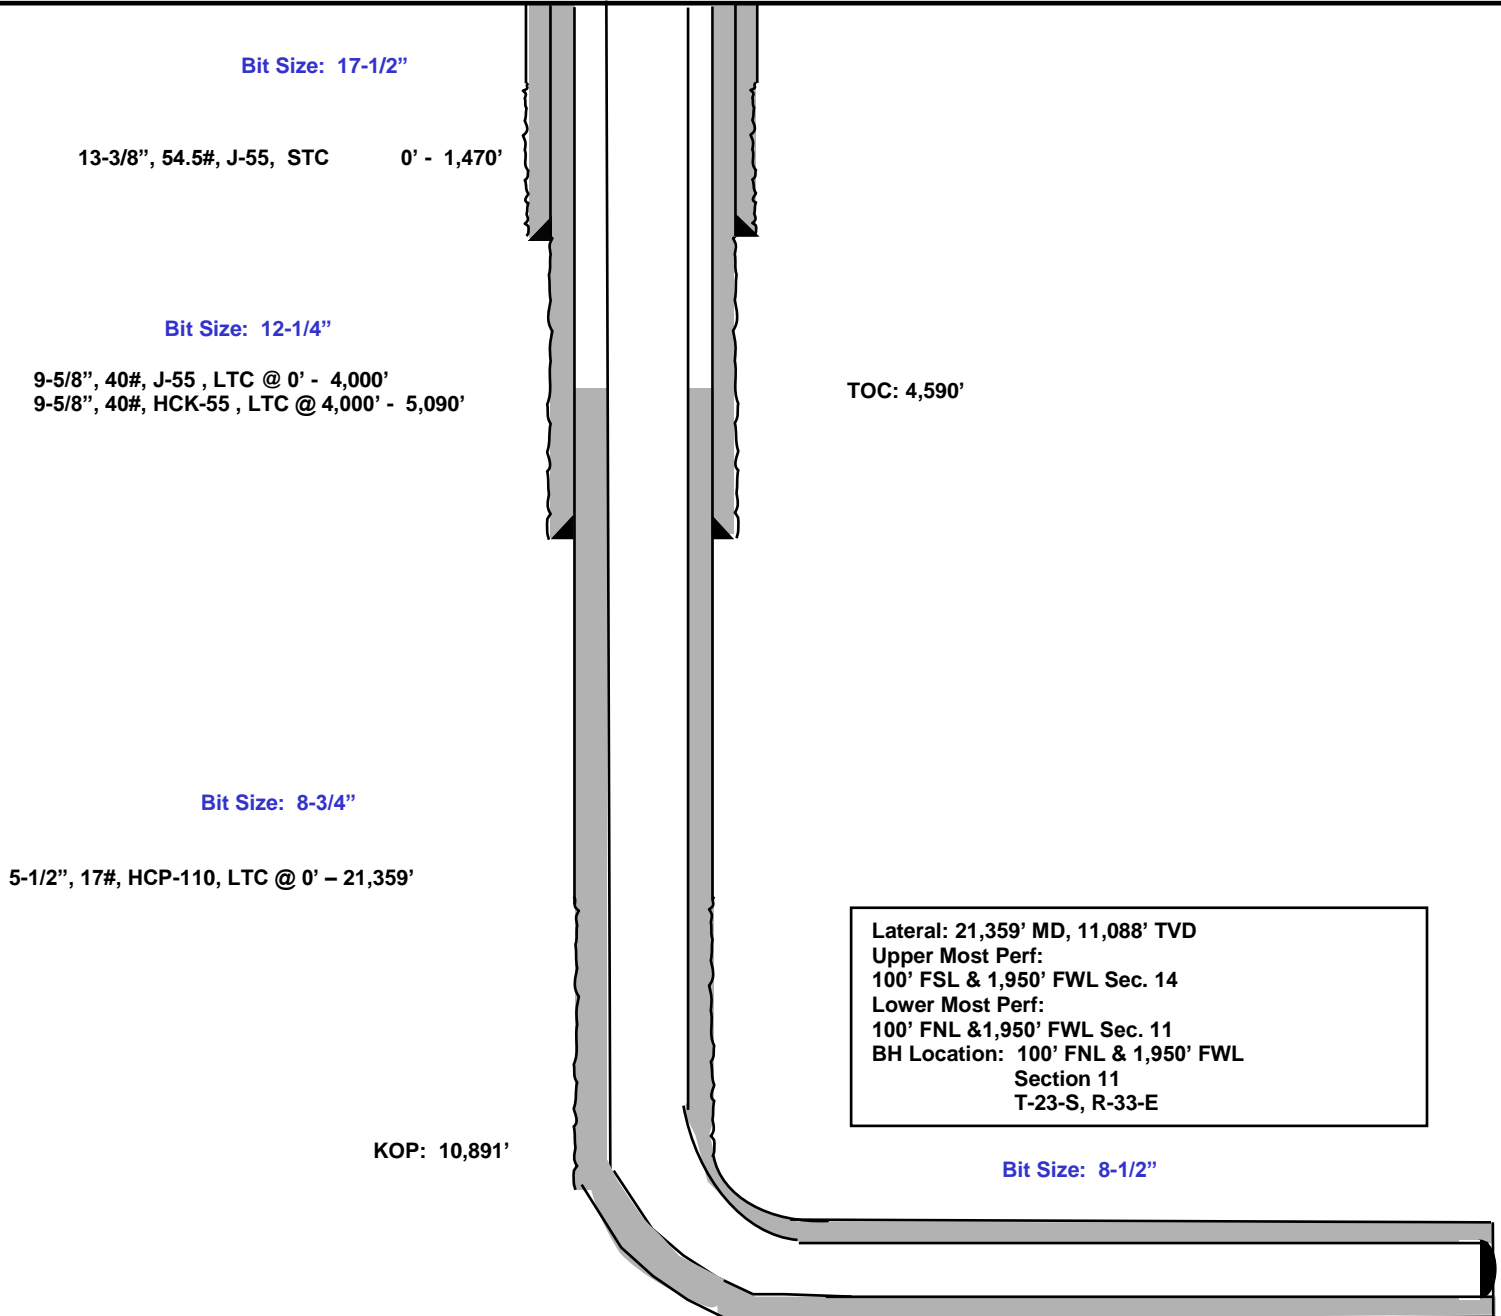 Bit Size: 17-1/2”
13-3/8”, 54.5#, J-55, STC 0’ - 1,470’
Bit Size: 12-1/4”
9-5/8”, 40#, J-55 , LTC @ 0’ - 4,000’
9-5/8”, 40#, HCK-55 , LTC @ 4,000’ - 5,090’
TOC: 4,590’
Bit Size: 8-3/4”
5-1/2”, 17#, HCP-110, LTC @ 0’ – 21,359’
Lateral: 21,359’ MD, 11,088’ TVD
Upper Most Perf:
100’ FSL & 1,950’ FWL Sec. 14
Lower Most Perf:
100’ FNL &1,950’ FWL Sec. 11
BH Location: 100’ FNL & 1,950’ FWL
Section 11
T-23-S, R-33-E
KOP: 10,891’
Bit Size: 8-1/2”